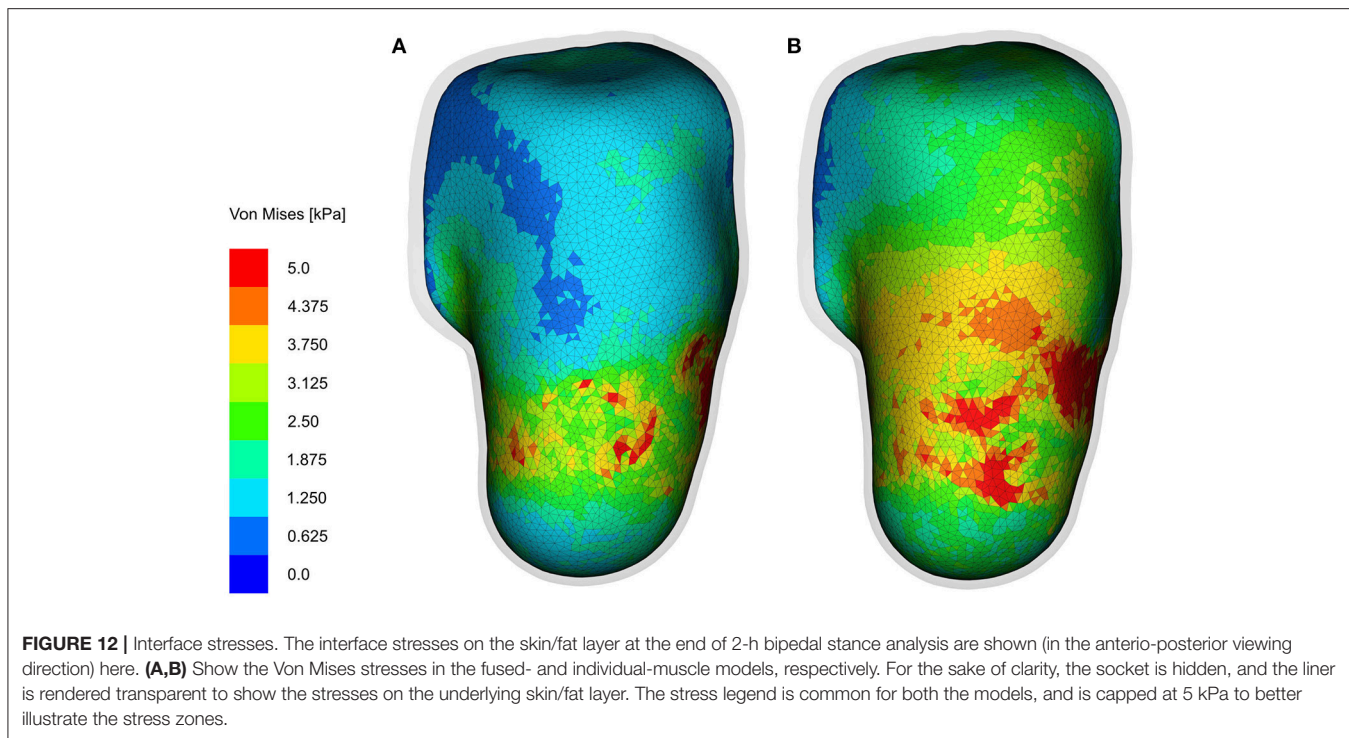 A
B
Von Mises [kPa]
5.0
4.375
3.750
3.125
2.50
1.875
1.250
0.625
0.0
FIGURE 12 | Interface stresses. The interface stresses on the skin/fat layer at the end of 2-h bipedal stance analysis are shown (in the anterio-posterior viewing
direction) here. (A,B) Show the Von Mises stresses in the fused- and individual-muscle models, respectively. For the sake of clarity, the socket is hidden, and the liner
is rendered transparent to show the stresses on the underlying skin/fat layer. The stress legend is common for both the models, and is capped at 5 kPa to better
illustrate the stress zones.